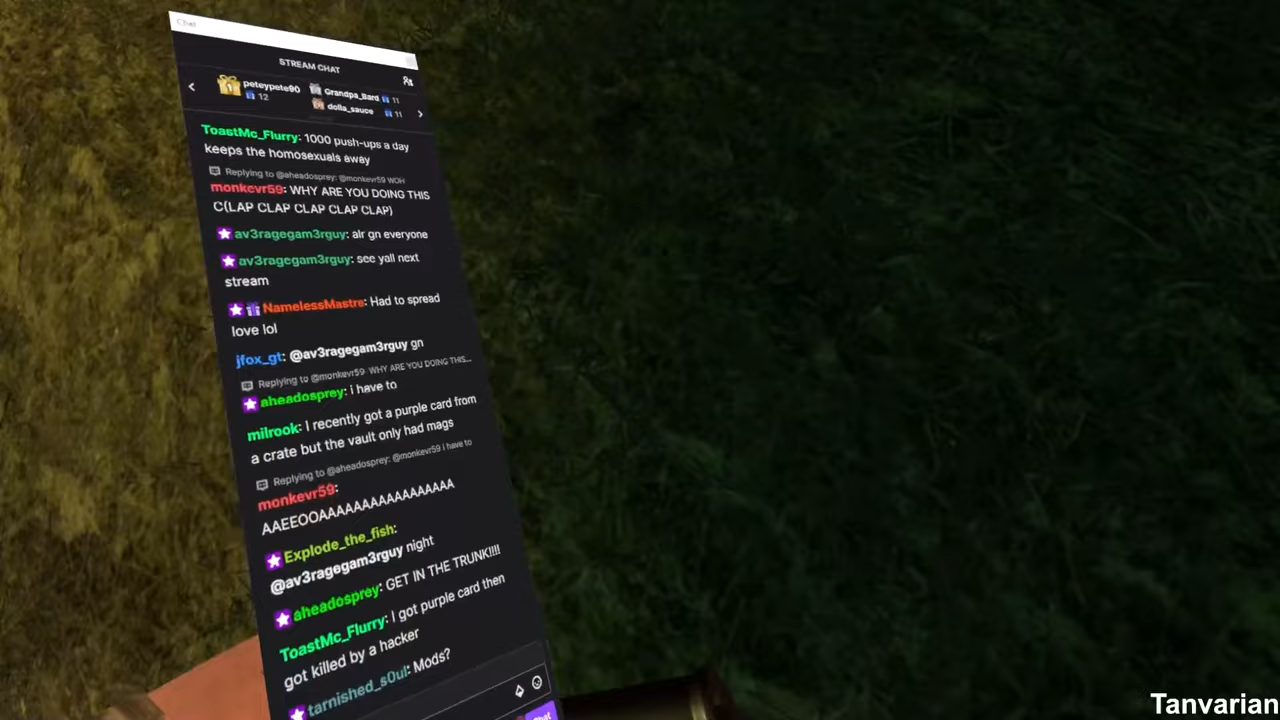 Chat
STREAM CHAT
peteypete90
12
Grandpa_Bard 11
dolla_sauce 11
ToastMc_Flurry: 1000 push-ups a day
keeps the homosexuals away
Replying to @aheadosprey: @monkevr59 WOH
monkevr59: WHY ARE YOU DOING THIS
C(LAP CLAP CLAP CLAP CLAP)
av3ragegam3rguy: alr gn everyone
av3ragegam3rguy: see yall next
stream
NamelessMastre: Had to spread
love lol
jfox_gt: @av3ragegam3rguy gn
Replying to @monkevr59: WHY ARE YOU DOING THIS...
aheadosprey: i have to
milrook: I recently got a purple card from
a crate but the vault only had mags
Replying to @aheadosprey: @monkevr59 i have to
monkevr59:
AAEEOOAAAAAAAAAAAAAAAAA
Explode_the_fish:
@av3ragegam3rguy night
aheadosprey: GET IN THE TRUNK!!!!
ToastMc_Flurry: I got purple card then
got killed by a hacker
tarnished_s0ul: Mods?
Chat
Tanvarian